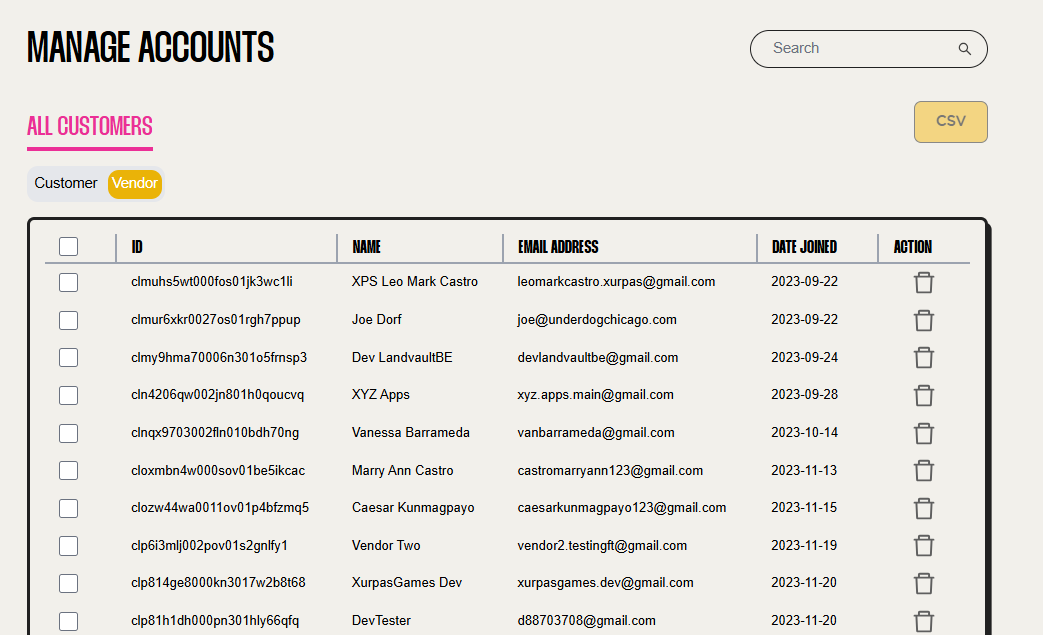 MANAGE ACCOUNTS
Search
ALL CUSTOMERS
CSV
Customer Vendor
ID NAME EMAIL ADDRESS DATE JOINED ACTION
clmuhs5wt000fos01jk3wc1li XPS Leo Mark Castro leomarkcastro.xurpas@gmail.com 2023-09-22
clmur6xkr0027os01rgh7ppup Joe Dorf joe@underdogchicago.com 2023-09-22
clmy9hma70006n301o5frnsp3 Dev LandvaultBE devlandvaultbe@gmail.com 2023-09-24
cln4206qw002jn801h0qoucvq XYZ Apps xyz.apps.main@gmail.com 2023-09-28
clnqx9703002fln010bdh70ng Vanessa Barrameda vanbarrameda@gmail.com 2023-10-14
cloxmbn4w000sov01be5ikcac Marry Ann Castro castromarryann123@gmail.com 2023-11-13
clozw44wa0011ov01p4bfzmq5 Caesar Kunmagpayo caesarkunmagpayo123@gmail.com 2023-11-15
clp6i3mlj002pov01s2gnlfy1 Vendor Two vendor2.testingft@gmail.com 2023-11-19
clp814ge8000kn3017w2b8t68 XurpasGames Dev xurpasgames.dev@gmail.com 2023-11-20
clp81h1dh000pn301hly66qfq DevTester d88703708@gmail.com 2023-11-20